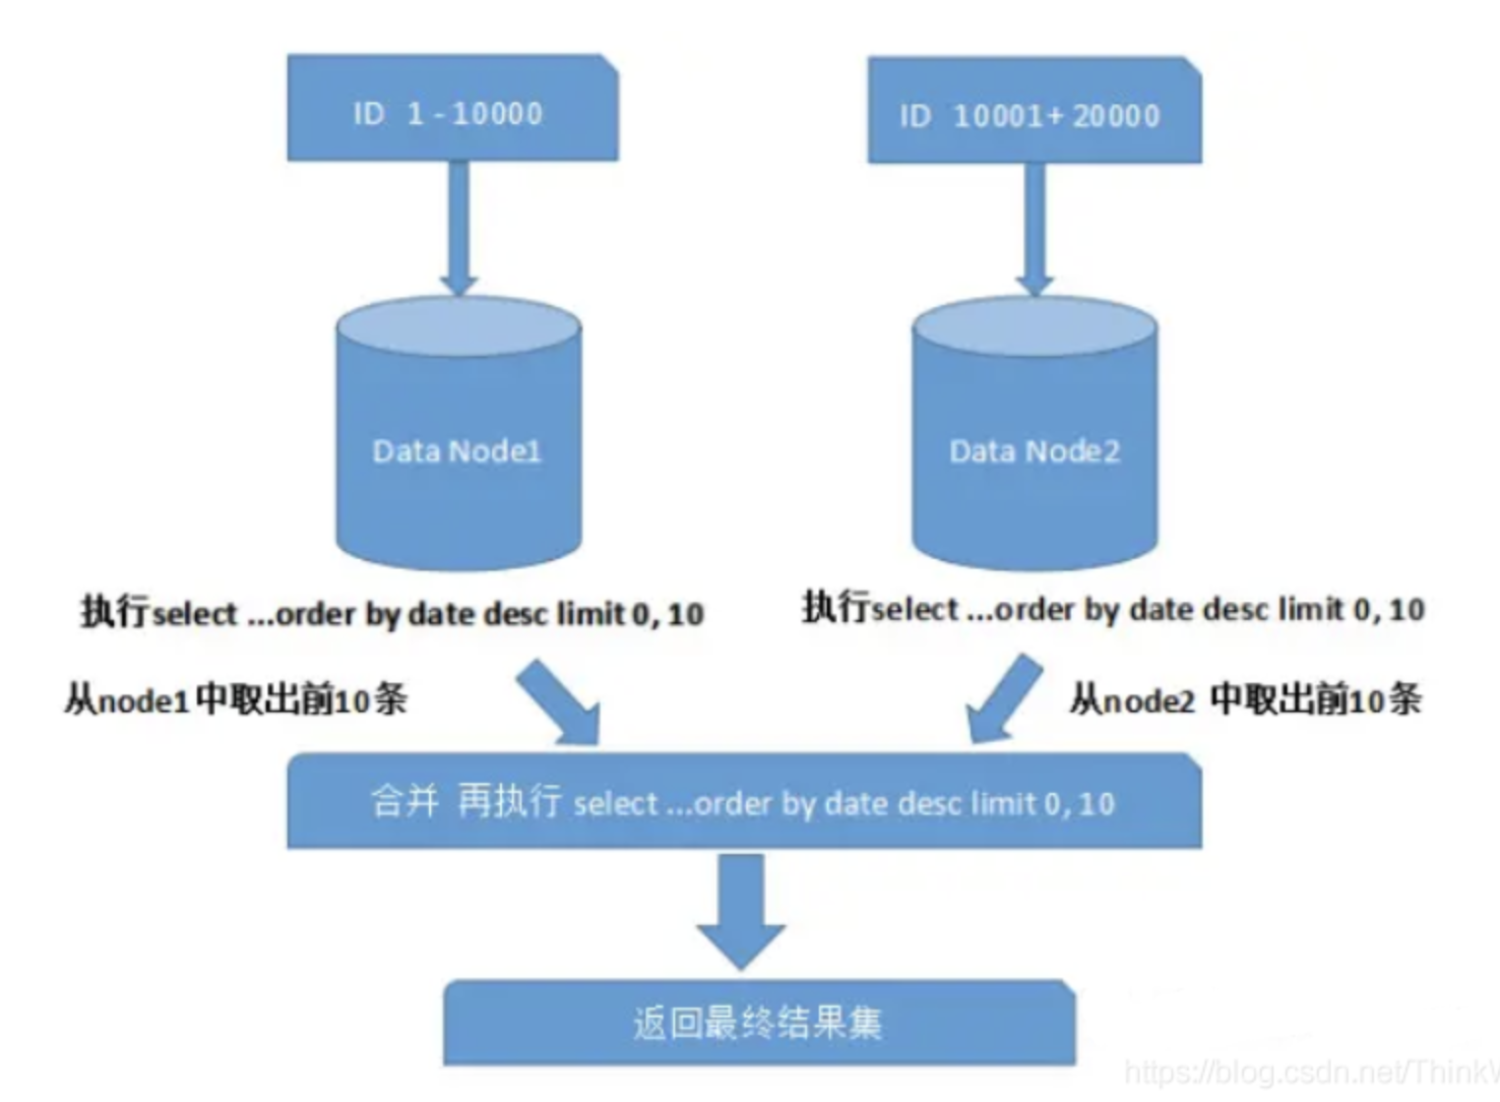 ID 1 - 10000
ID 10001+ 20000
Data Node1
Data Node2
执行select ...order by date desc limit 0, 10
执行select ...order by date desc limit 0, 10
从node1中取出前10条
从node2 中取出前10条
合并 再执行 select ...order by date desc limit 0, 10
返回最终结果集
https://blog.csdn.net/ThinkW